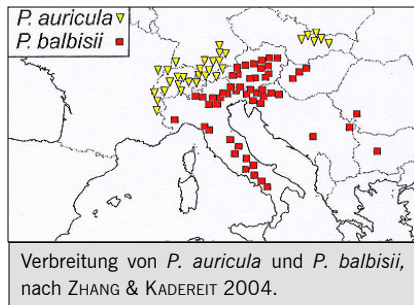 P. auricula
P. balbisii
Verbreitung von P. auricula und P. balbisii,
nach ZHANG & KADEREIT 2004.